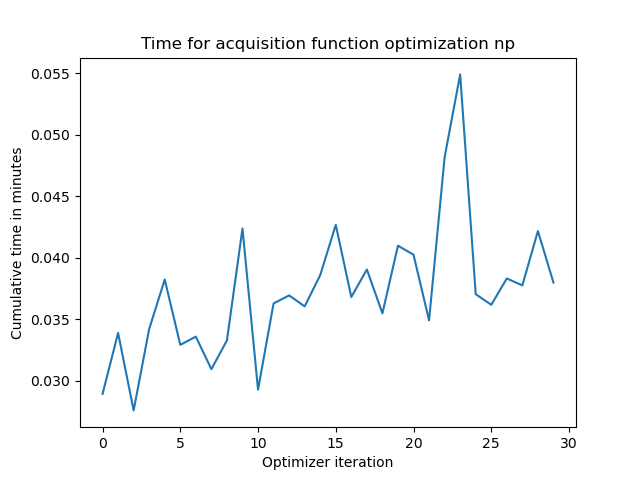 Time for acquisition function optimization np
0.055
0.050
0.045
0.040
0.035
0.030
Cumulative time in minutes
0 5 10 15 20 25 30
Optimizer iteration